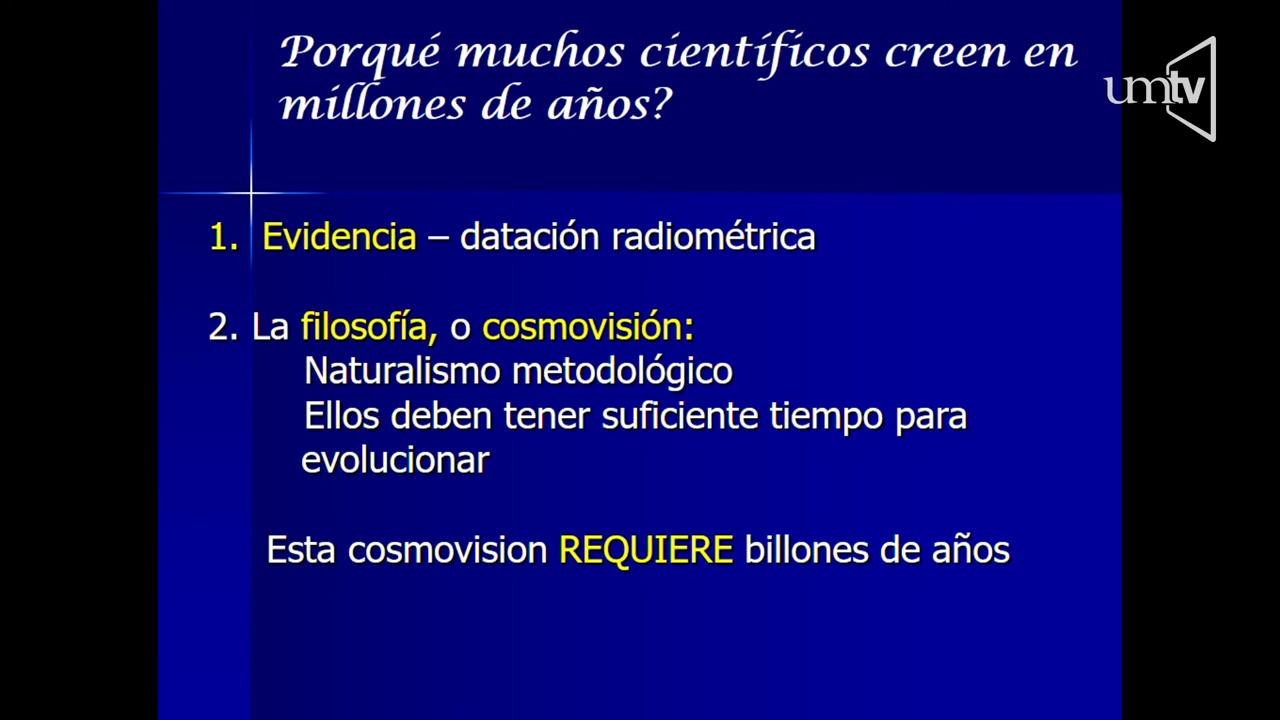 Porqué muchos científicos creen en
millones de años?
umtv
1. Evidencia – datación radiométrica
2. La filosofía, o cosmovisión:
Naturalismo metodológico
Ellos deben tener suficiente tiempo para
evolucionar
Esta cosmovision REQUIERE billones de años